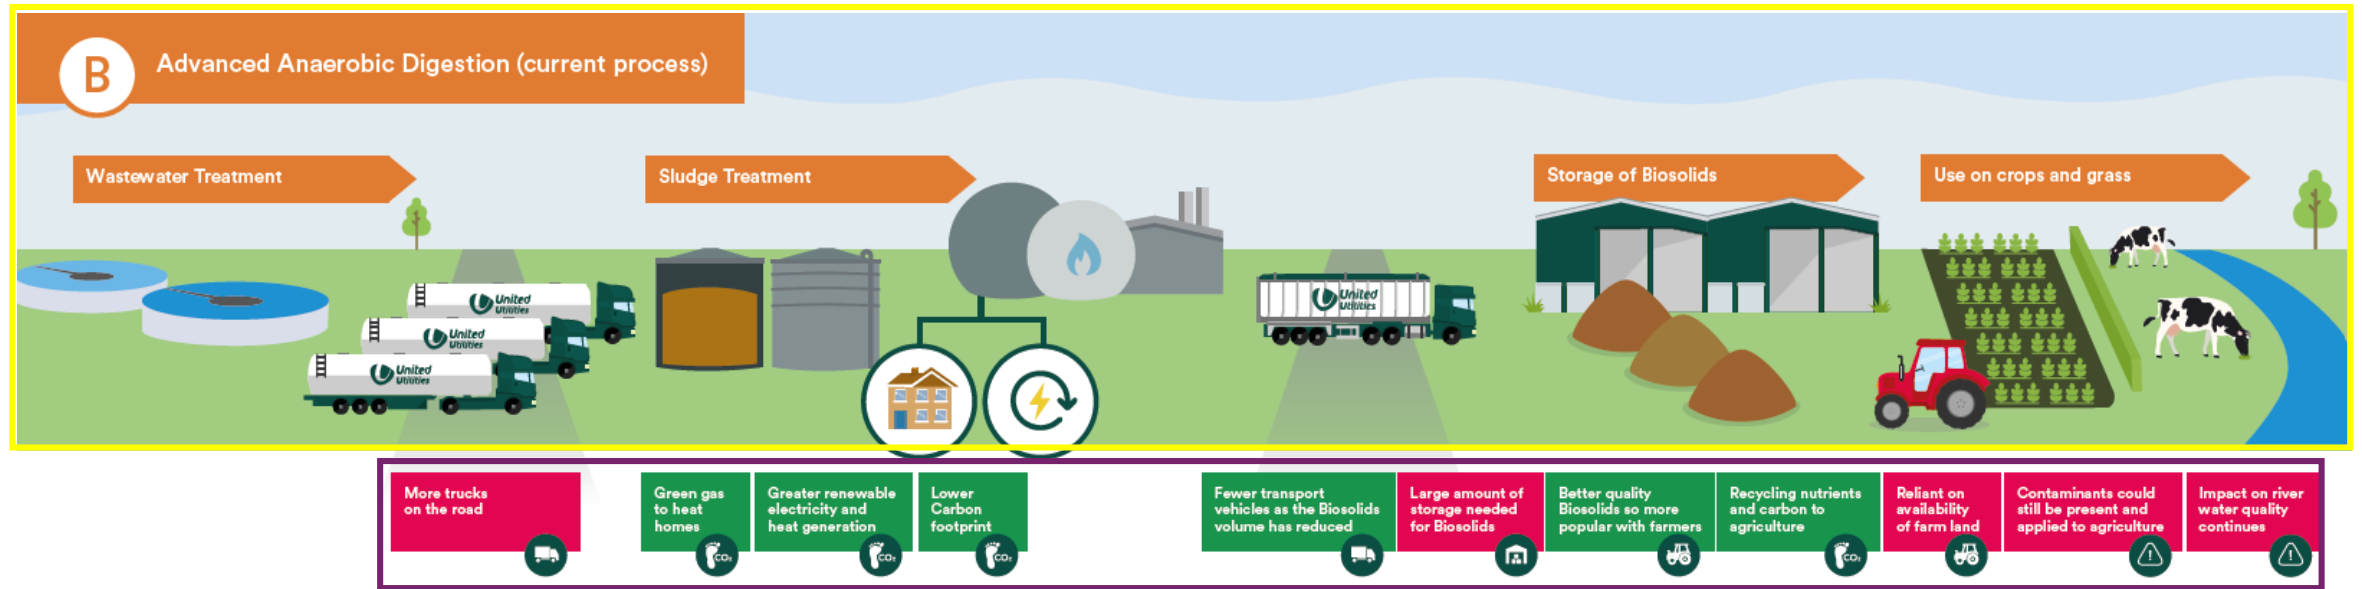 B
Advanced Anaerobic Digestion (current process)
Wastewater Treatment
Sludge Treatment
Storage of Biosolids
Use on crops and grass
United
Utilities
United
Utilities
United
Utilities
United
Utilities
More trucks
on the road
Green gas
to heat
homes
CO₂
Greater renewable
electricity and
heat generation
CO₂
Lower
Carbon
footprint
CO₂
Fewer transport
vehicles as the Biosolids
volume has reduced
Large amount of
storage needed
for Biosolids
Better quality
Biosolids so more
popular with farmers
Recycling nutrients
and carbon to
agriculture
CO₂
Reliant on
availability
of farm land
Contaminants could
still be present and
applied to agriculture
!
Impact on river
water quality
continues
!